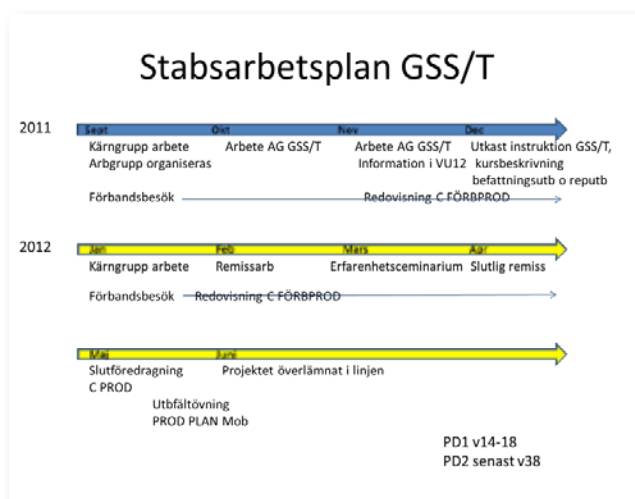 Stabsarbetsplan GSS/T
2011
Sept Okt Nov Dec
Kärngrupp arbete Arbete AG GSS/T Arbete AG GSS/T Utkast instruktion GSS/T,
Arbgrupp organiseras Information i VU12 kursbeskrivning
befattningsutb o reputb
Förbandsbesök Redovisning C FÖRBPROD
2012
Jan Feb Mars Apr
Kärngrupp arbete Remissarb Erfarenhetsceminarium Slutlig remiss
Förbandsbesök Redovisning C FÖRBPROD
Maj Juni
Slutföredragning Projektet överlämnat i linjen
C PROD
Utbfältövning
PROD PLAN Mob
PD1 v14-18
PD2 senast v38